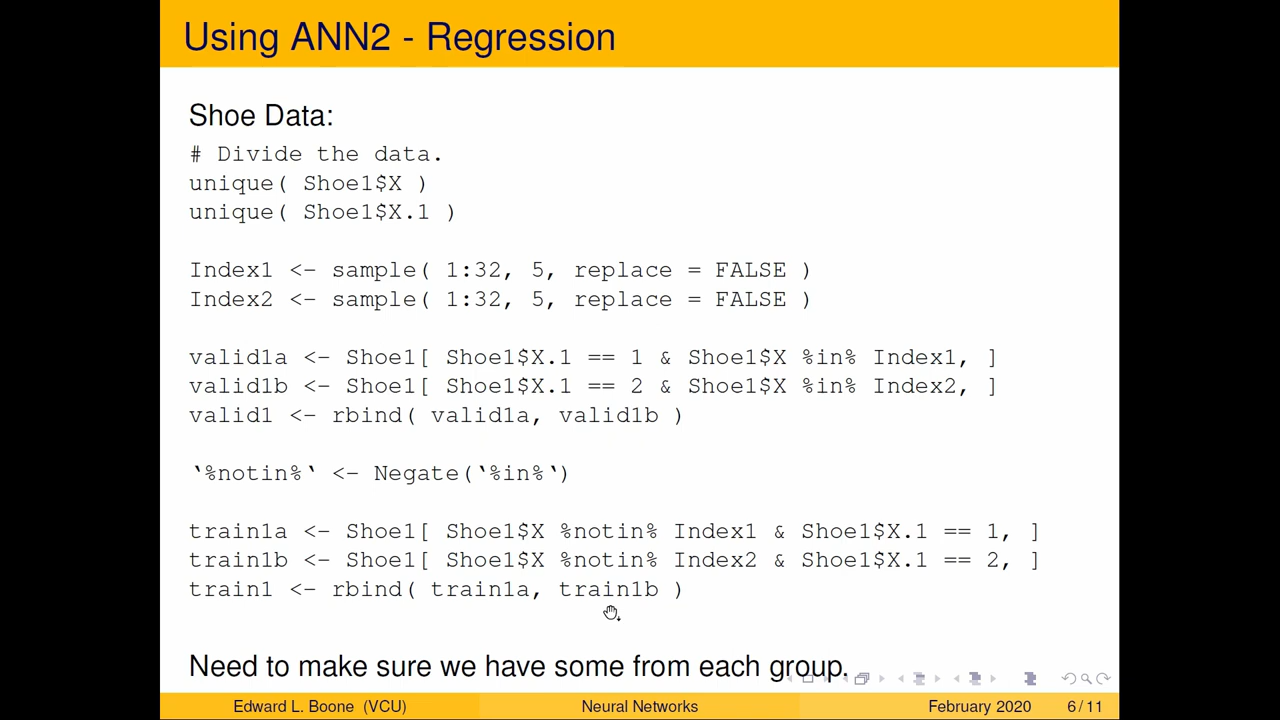 Using ANN2 - Regression
Shoe Data:
# Divide the data.
unique( Shoe1$X )
unique( Shoe1$X.1 )
Index1 <- sample( 1:32, 5, replace = FALSE )
Index2 <- sample( 1:32, 5, replace = FALSE )
valid1a <- Shoe1[ Shoe1$X.1 == 1 & Shoe1$X %in% Index1, ]
valid1b <- Shoe1[ Shoe1$X.1 == 2 & Shoe1$X %in% Index2, ]
valid1 <- rbind( valid1a, valid1b )
‘%notin%‘ <- Negate(‘%in%‘)
train1a <- Shoe1[ Shoe1$X %notin% Index1 & Shoe1$X.1 == 1, ]
train1b <- Shoe1[ Shoe1$X %notin% Index2 & Shoe1$X.1 == 2, ]
train1 <- rbind( train1a, train1b )
Need to make sure we have some from each group.
Edward L. Boone (VCU) Neural Networks February 2020 6 / 11